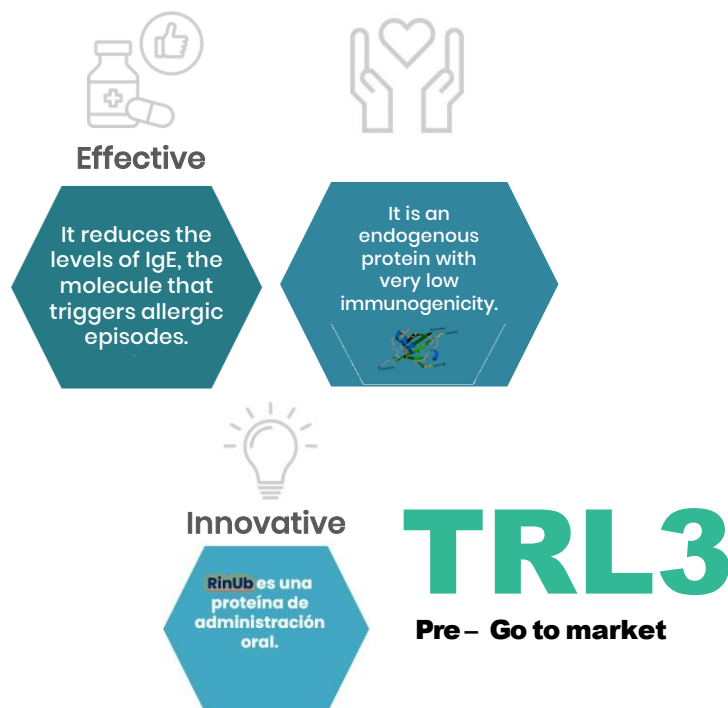 Effective
It reduces the
levels of IgE, the
molecule that
triggers allergic
episodes.
It is an
endogenous
protein with
very low
immunogenicity.
Innovative
RinUb es una
proteína de
administración
oral.
TRL3
Pre – Go to market